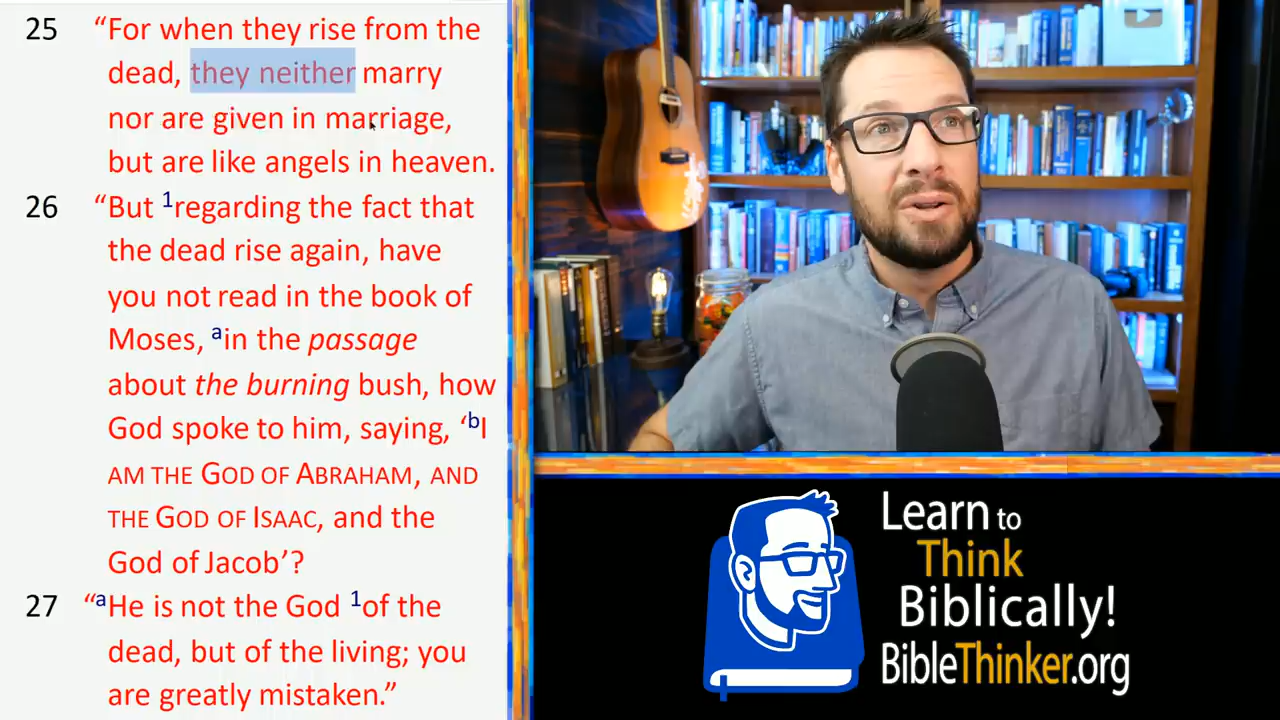 25 “For when they rise from the
dead, they neither marry
nor are given in marriage,
but are like angels in heaven.
26 “But 1regarding the fact that
the dead rise again, have
you not read in the book of
Moses, ain the passage
about the burning bush, how
God spoke to him, saying, ‘bI
AM THE GOD OF ABRAHAM, AND
THE GOD OF ISAAC, and the
God of Jacob’?
27 “aHe is not the God 1of the
dead, but of the living; you
are greatly mistaken.”
Learn to
Think
Biblically!
BibleThinker.org